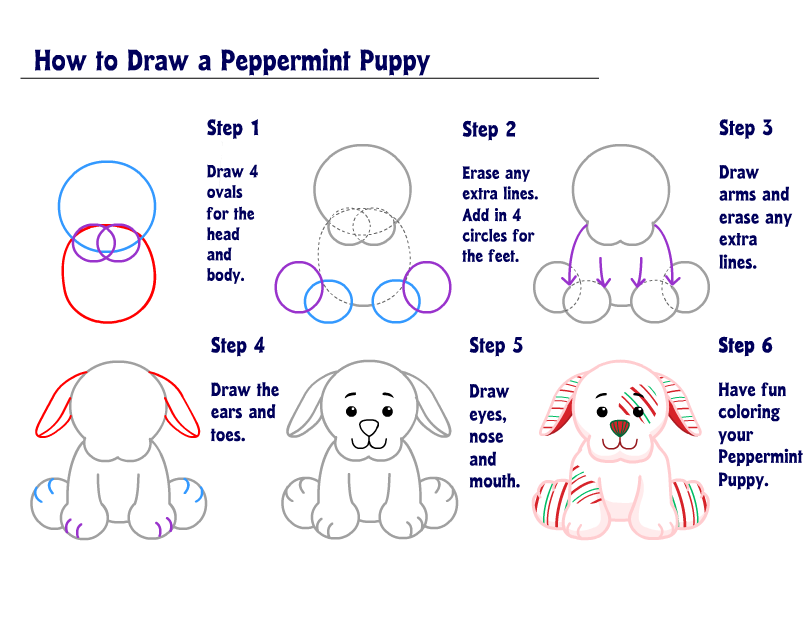 How to Draw a Peppermint Puppy
Step 1
Draw 4
ovals
for the
head
and
body.
Step 2
Erase any
extra lines.
Add in 4
circles for
the feet.
Step 3
Draw
arms and
erase any
extra
lines.
Step 4
Draw the
ears and
toes.
Step 5
Draw
eyes,
nose
and
mouth.
Step 6
Have fun
coloring
your
Peppermint
Puppy.